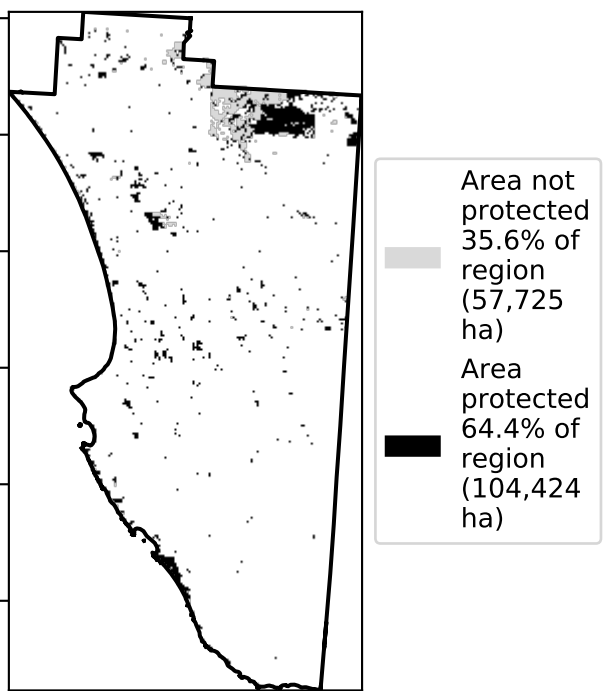 Area not
protected
35.6% of
region
(57,725
ha)
Area
protected
64.4% of
region
(104,424
ha)